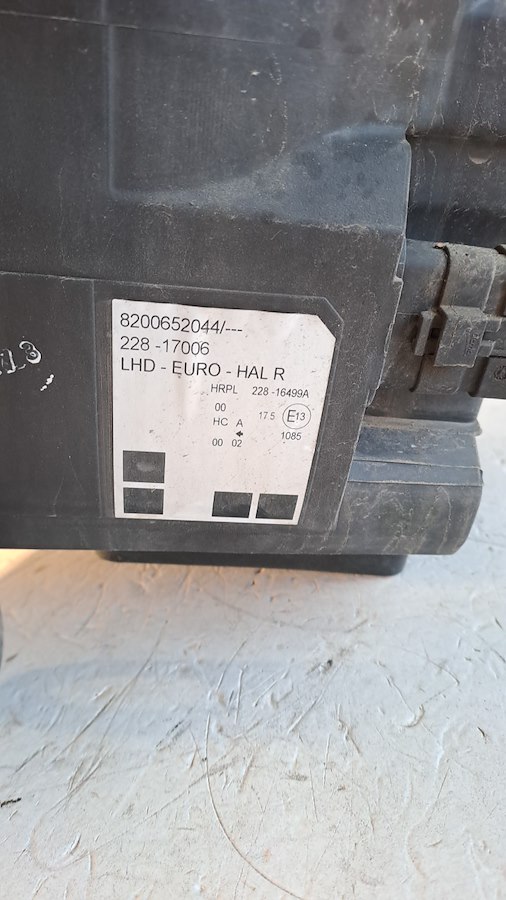 8200652044/---
228 -17006
LHD - EURO - HAL R
HRPL 228 -16499A
00 17.5 E13
HC A
00 02 1085